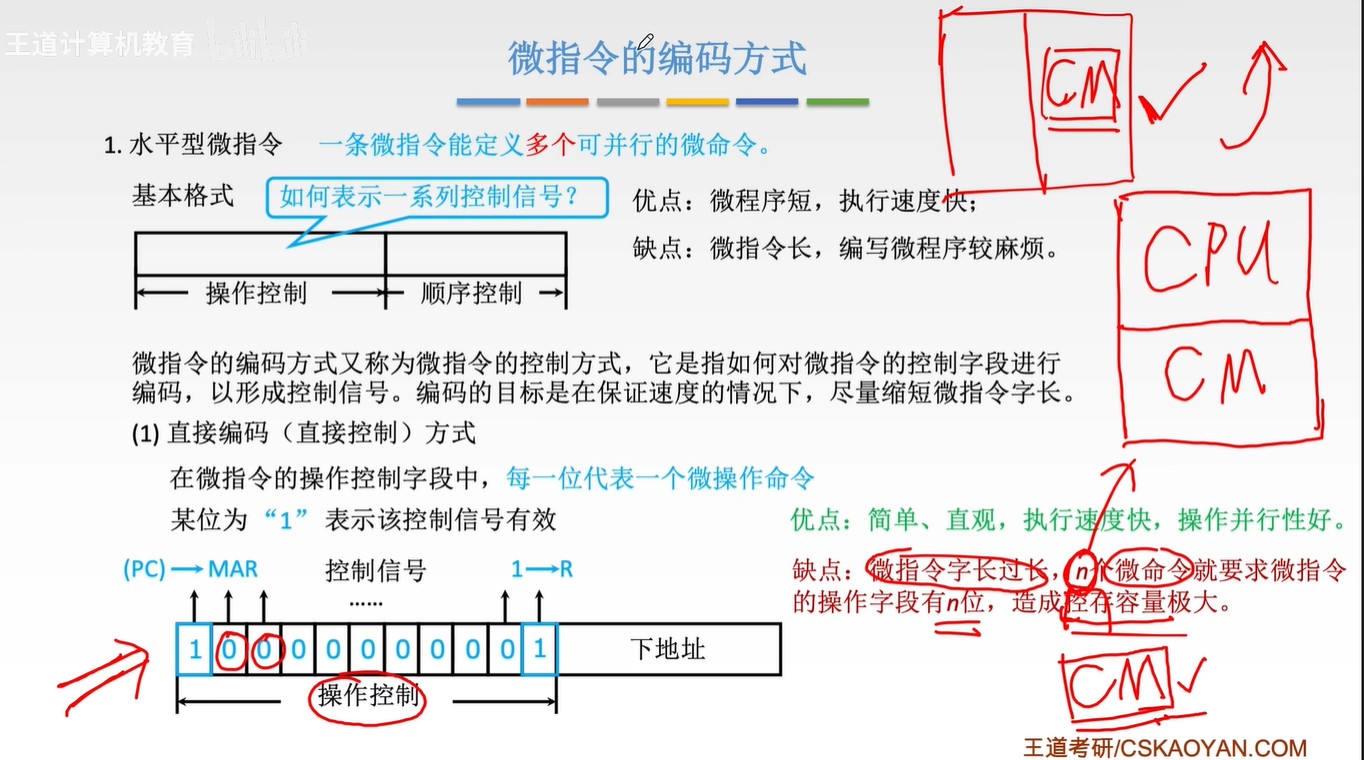 王道计算机教育
微指令的编码方式
CM
1. 水平型微指令 一条微指令能定义多个可并行的微命令。
基本格式 如何表示一系列控制信号？
优点：微程序短，执行速度快；
缺点：微指令长，编写微程序较麻烦。
操作控制 顺序控制
CPU
CM
微指令的编码方式又称为微指令的控制方式，它是指如何对微指令的控制字段进行
编码，以形成控制信号。编码的目标是在保证速度的情况下，尽量缩短微指令字长。
(1) 直接编码（直接控制）方式
在微指令的操作控制字段中，每一位代表一个微操作命令
某位为“1”表示该控制信号有效
优点：简单、直观，执行速度快，操作并行性好。
缺点：微指令字长过长，n个微命令就要求微指令
的操作字段有n位，造成控存容量极大。
(PC)→MAR 控制信号 1→R
……
1 0 0 0 0 0 0 0 0 0 1 下地址
操作控制
CM
王道考研/CSKAOYAN.COM